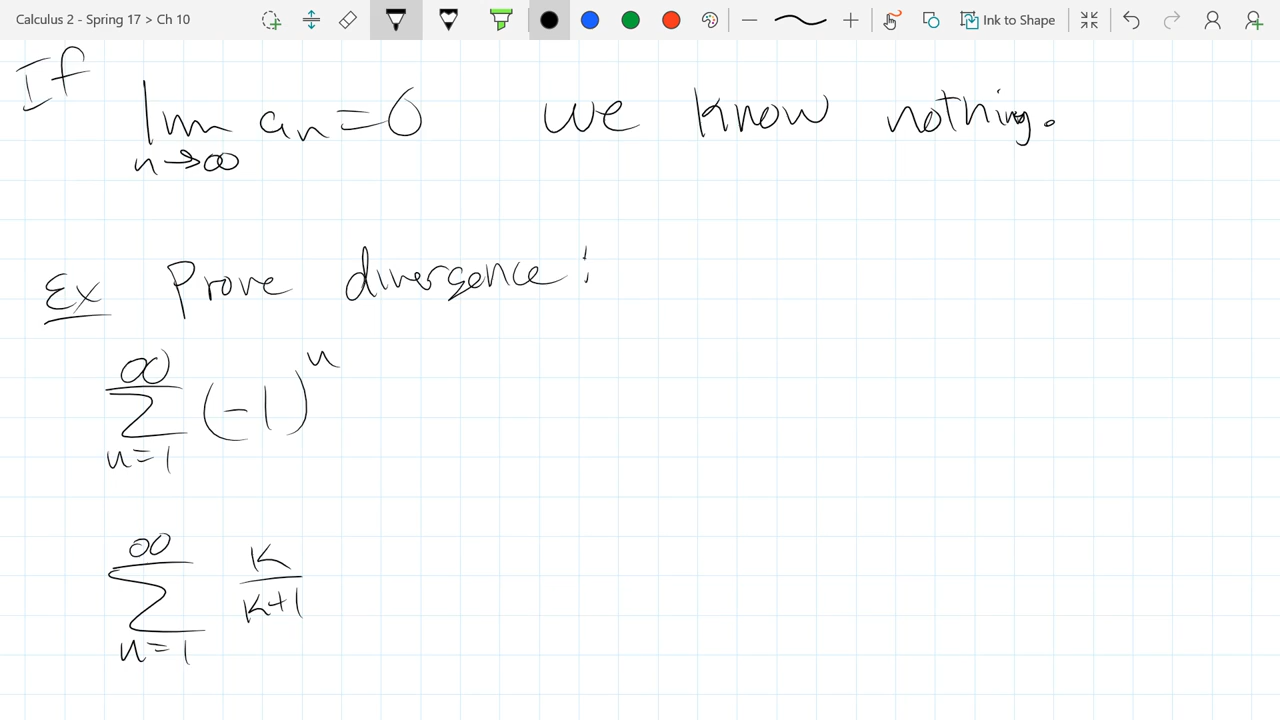 Calculus 2 - Spring 17 > Ch 10
Ink to Shape
If
lim aₙ = 0 we know nothing.
n→∞
Ex Prove divergence:
∞
∑ (-1)ⁿ
n=1
∞
∑ K/(K+1)
n=1